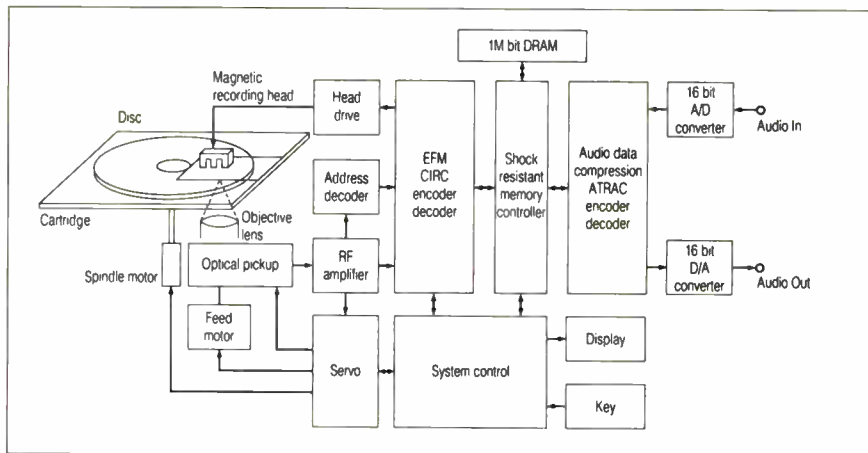 1M bit DRAM
Magnetic
recording head
Head
drive
16 bit
A/D
converter
Audio In
Disc
EFM
CIRC
encoder
decoder
Shock
resistant
memory
controller
Audio data
compression
ATRAC
encoder
decoder
Address
decoder
Cartridge
Objective
lens
Optical pickup
RF
amplifier
16 bit
D/A
converter
Audio Out
Spindle motor
Feed
motor
Servo
System control
Display
Key